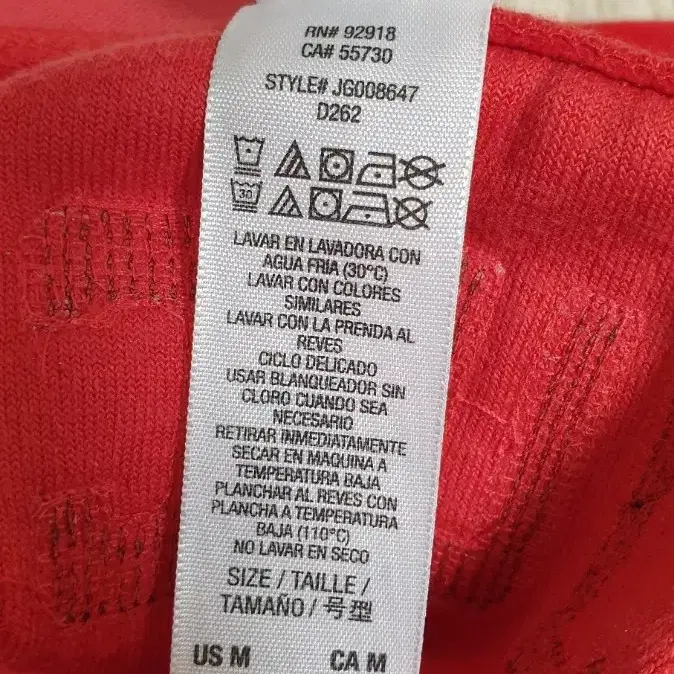 RN# 92918
CA# 55730
STYLE# JG008647
D262
30
LAVAR EN LAVADORA CON
AGUA FRIA (30°C)
LAVAR CON COLORES
SIMILARES
LAVAR CON LA PRENDA AL
REVES
CICLO DELICADO
USAR BLANQUEADOR SIN
CLORO CUANDO SEA
NECESARIO
RETIRAR INMEDIATAMENTE
SECAR EN MAQUINA A
TEMPERATURA BAJA
PLANCHAR AL REVES CON
PLANCHA A TEMPERATURA
BAJA (110°C)
NO LAVAR EN SECO
SIZE / TAILLE /
TAMAÑO / 号型
US M CA M